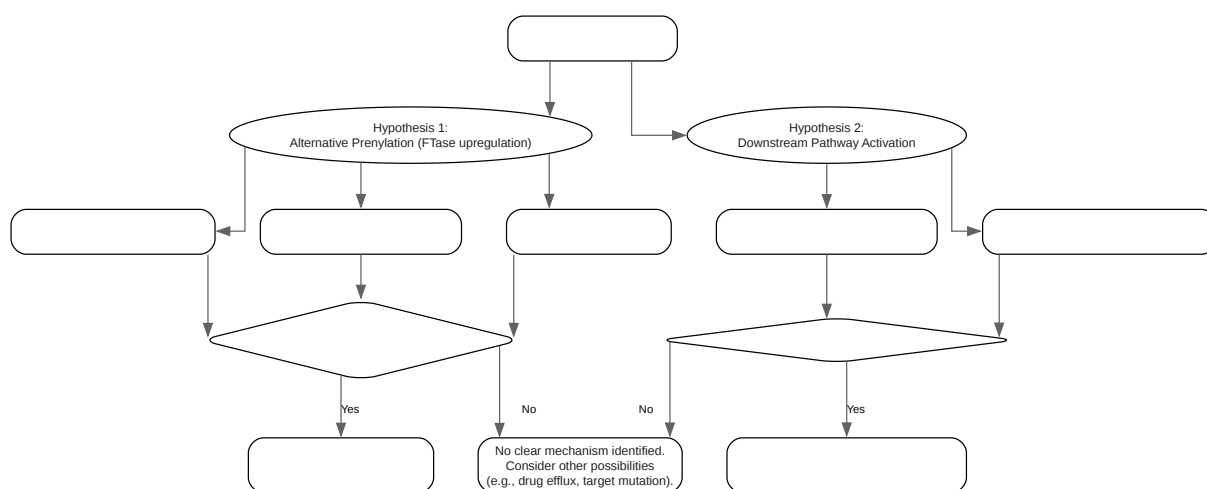 Hypothesis 1:
Alternative Prenylation (FTase upregulation)
Hypothesis 2:
Downstream Pathway Activation
Yes
No
No
Yes
No clear mechanism identified.
Consider other possibilities
(e.g., drug efflux, target mutation).